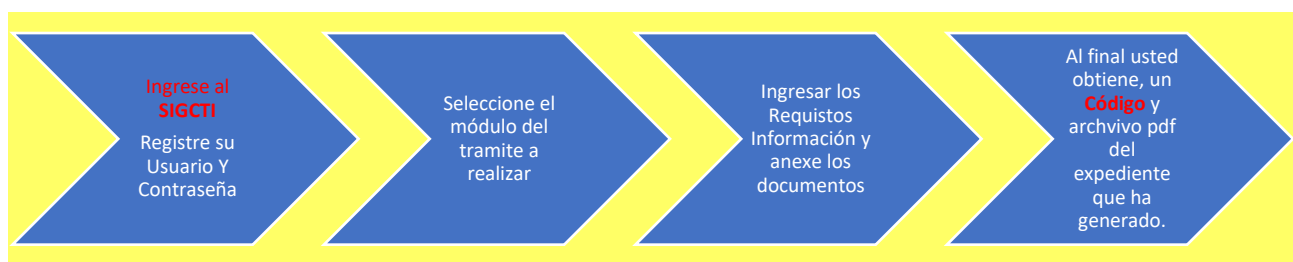 Ingrese al
SIGCTI
Registre su
Usuario Y
Contraseña
Seleccione el
módulo del
tramite a
realizar
Ingresar los
Requistos
Información y
anexe los
documentos
Al final usted
obtiene, un
Código y
archvivo pdf
del
expediente
que ha
generado.